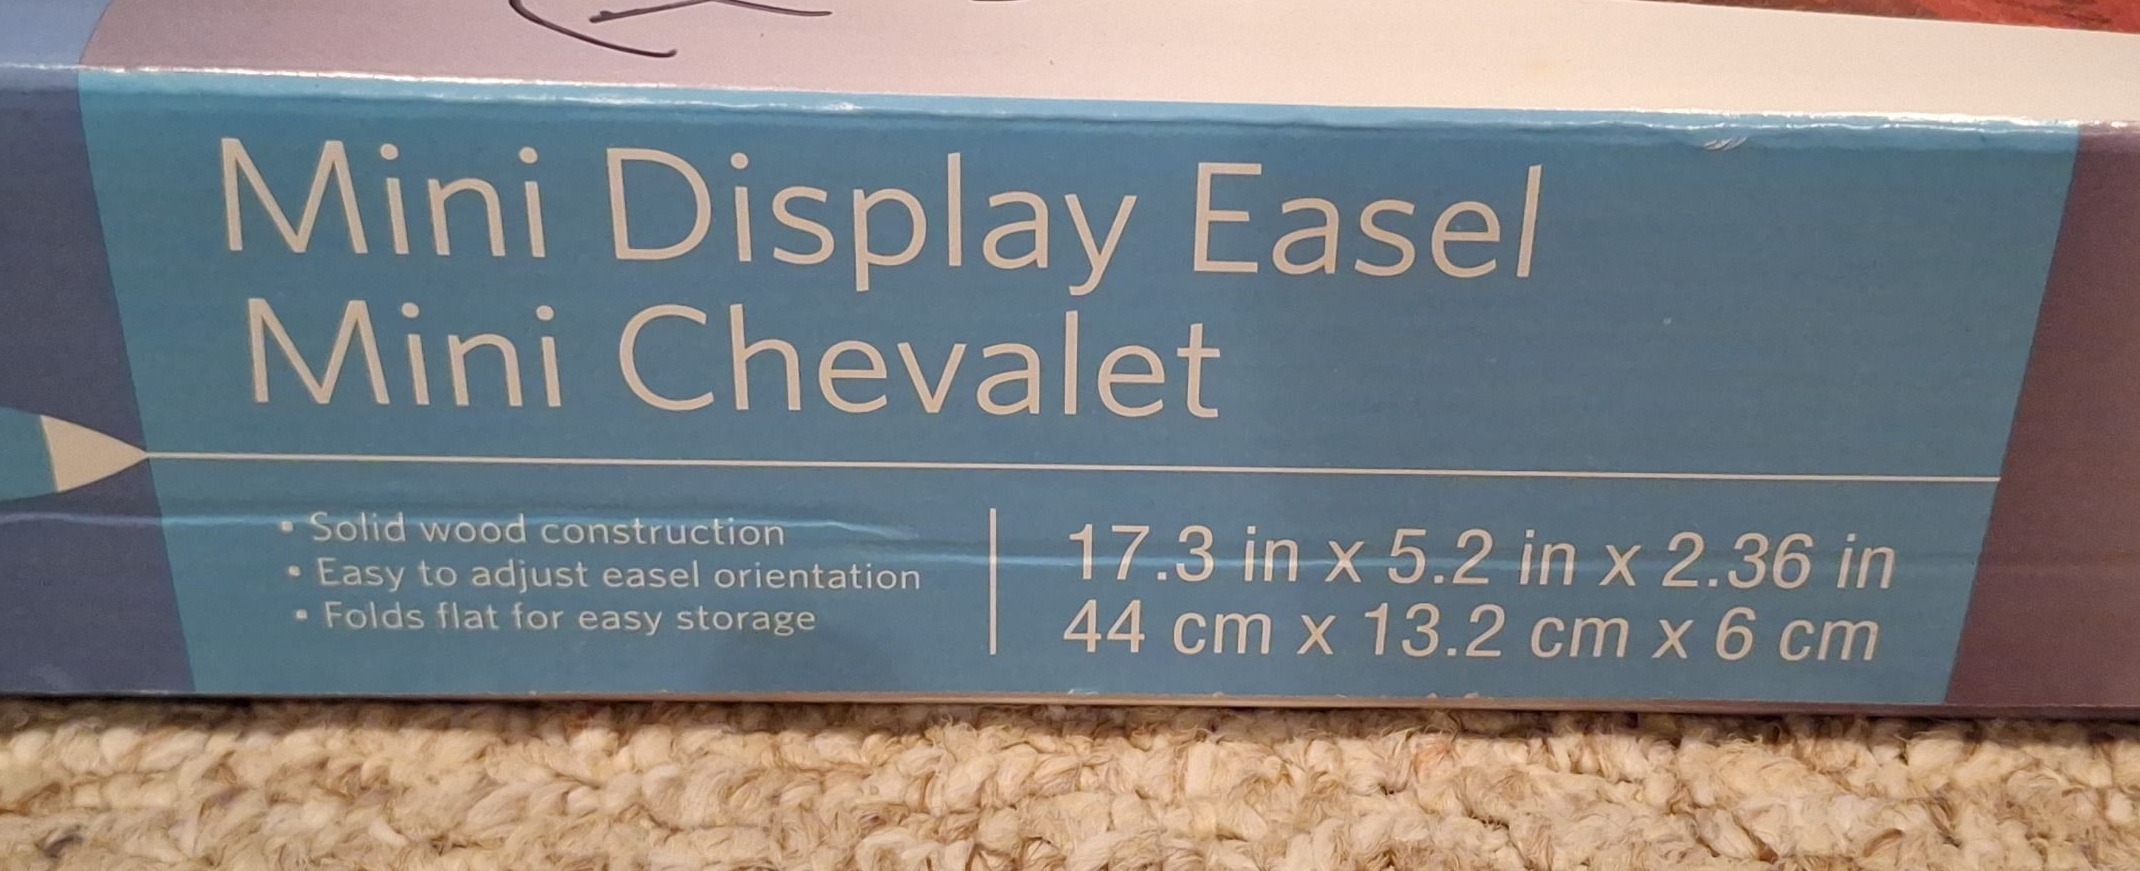 Mini Display Easel
Mini Chevalet
• Solid wood construction
• Easy to adjust easel orientation
• Folds flat for easy storage
17.3 in x 5.2 in x 2.36 in
44 cm x 13.2 cm x 6 cm